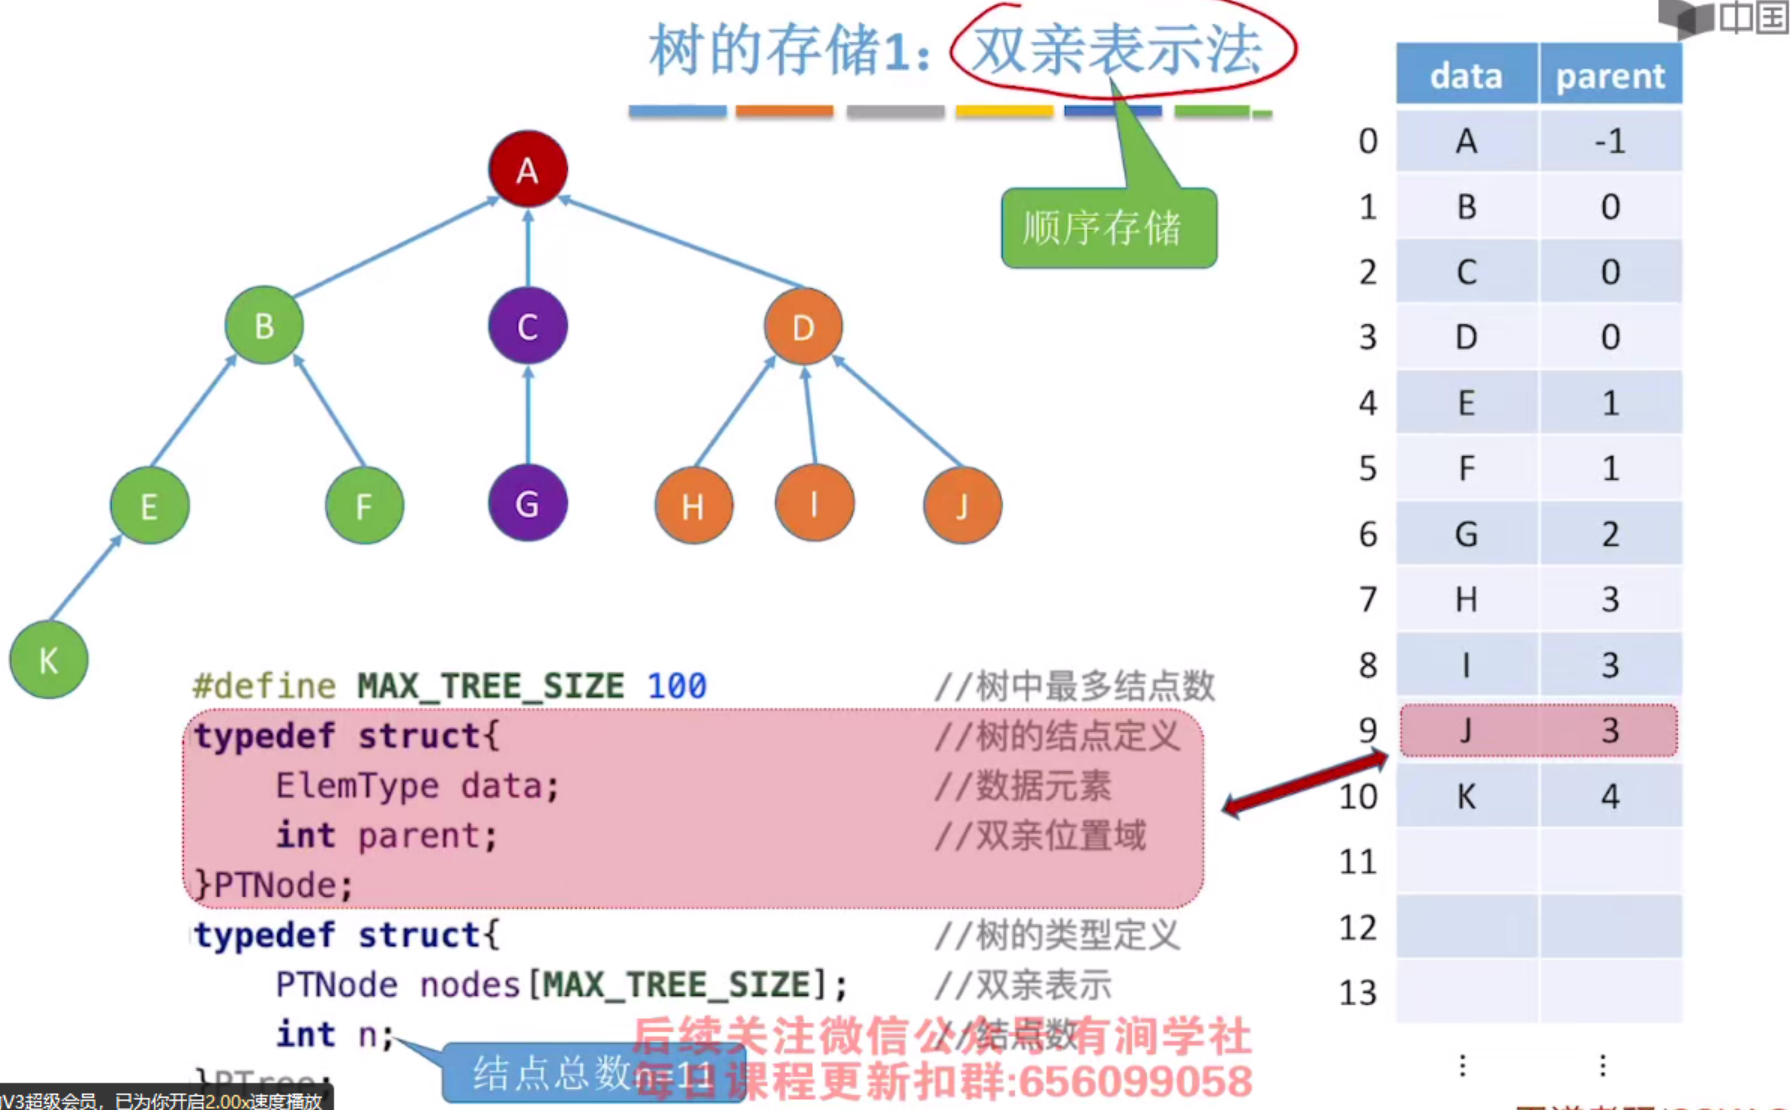 中国
树的存储1：双亲表示法
顺序存储
data parent
0 A -1
1 B 0
2 C 0
3 D 0
4 E 1
5 F 1
6 G 2
7 H 3
8 I 3
9 J 3
10 K 4
11
12
13
⋮ ⋮
A
B C D
E F G H I J
K
#define MAX_TREE_SIZE 100 //树中最多结点数
typedef struct{ //树的结点定义
ElemType data; //数据元素
int parent; //双亲位置域
}PTNode;
typedef struct{ //树的类型定义
PTNode nodes[MAX_TREE_SIZE]; //双亲表示
int n; //结点数
}PTree;
结点总数 11
后续关注微信公众号:有涧学社
每日课程更新扣群:656099058
V3超级会员，已为你开启2.00x速度播放